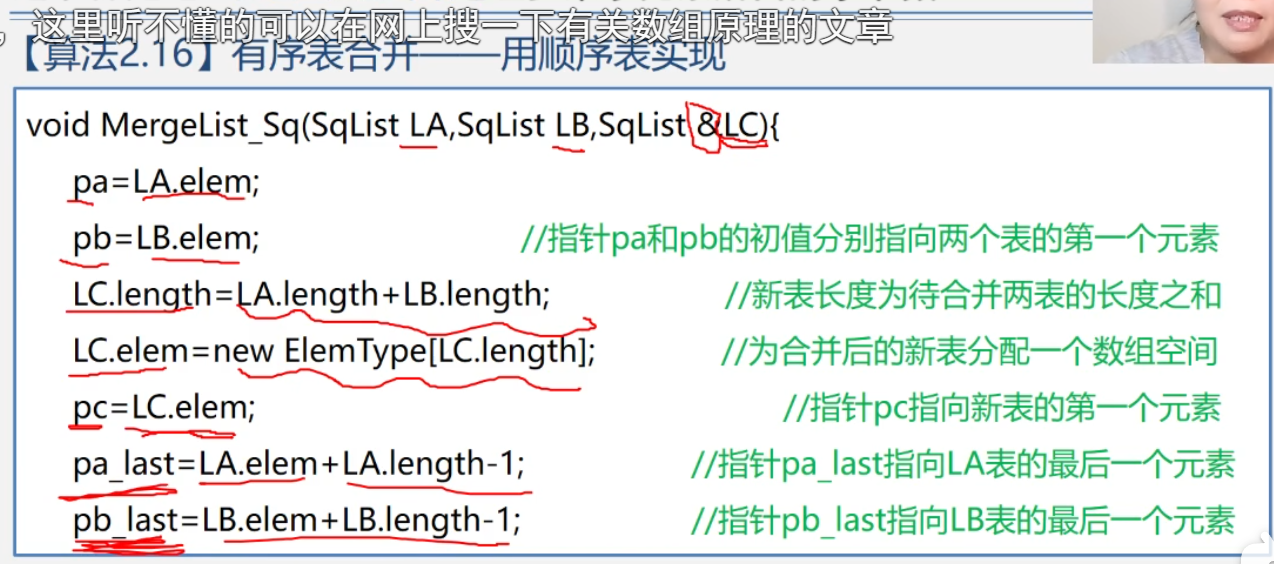 ，这里听不懂的可以在网上搜一下有关数组原理的文章
【算法2.16】有序表合并——用顺序表实现
void MergeList_Sq(SqList LA,SqList LB,SqList &LC){
pa=LA.elem;
pb=LB.elem; //指针pa和pb的初值分别指向两个表的第一个元素
LC.length=LA.length+LB.length; //新表长度为待合并两表的长度之和
LC.elem=new ElemType[LC.length]; //为合并后的新表分配一个数组空间
pc=LC.elem; //指针pc指向新表的第一个元素
pa_last=LA.elem+LA.length-1; //指针pa_last指向LA表的最后一个元素
pb_last=LB.elem+LB.length-1; //指针pb_last指向LB表的最后一个元素